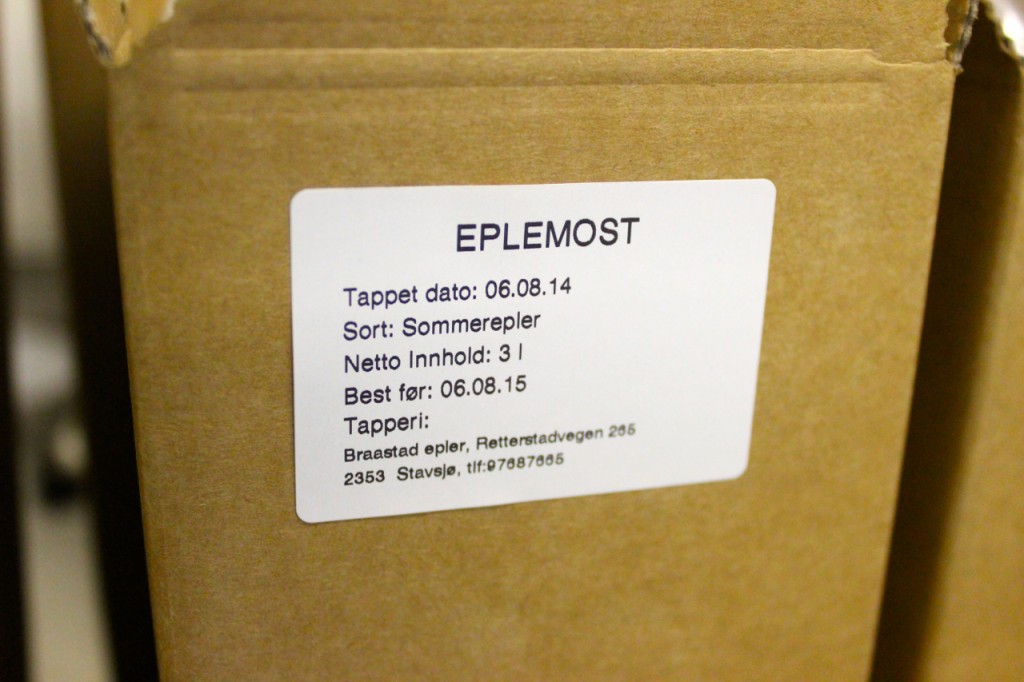 EPLEMOST
Tappet dato: 06.08.14
Sort: Sommerepler
Netto Innhold: 3 l
Best før: 06.08.15
Tapperi:
Braastad epler, Retterstadvegen 265
2353 Stavsjø, tlf:97687665